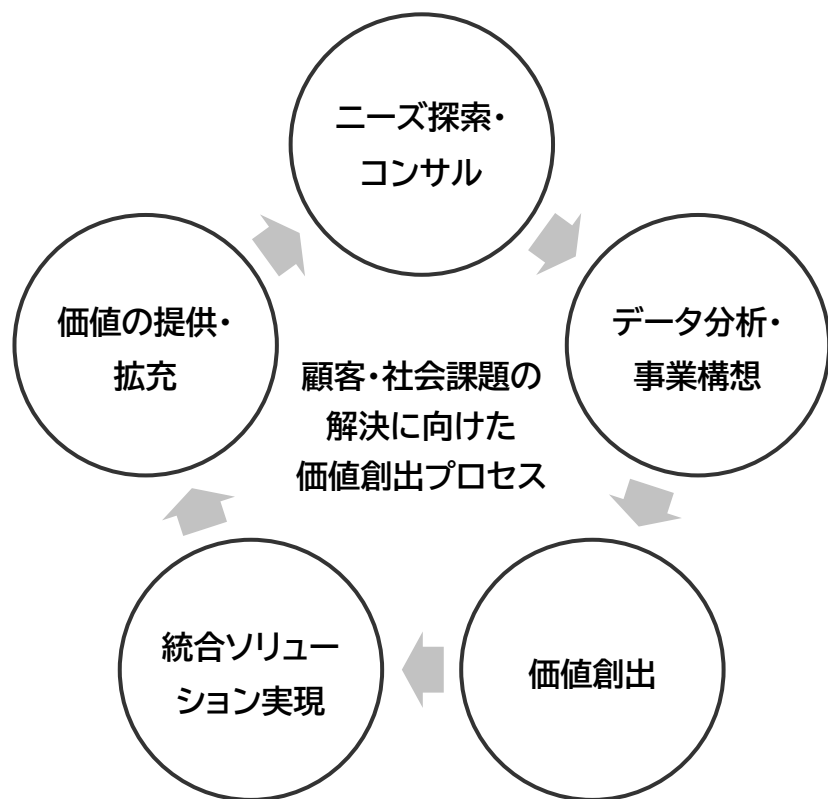 ニーズ探索・
コンサル
データ分析・
事業構想
価値創出
統合ソリュー
ション実現
価値の提供・
拡充
顧客・社会課題の
解決に向けた
価値創出プロセス